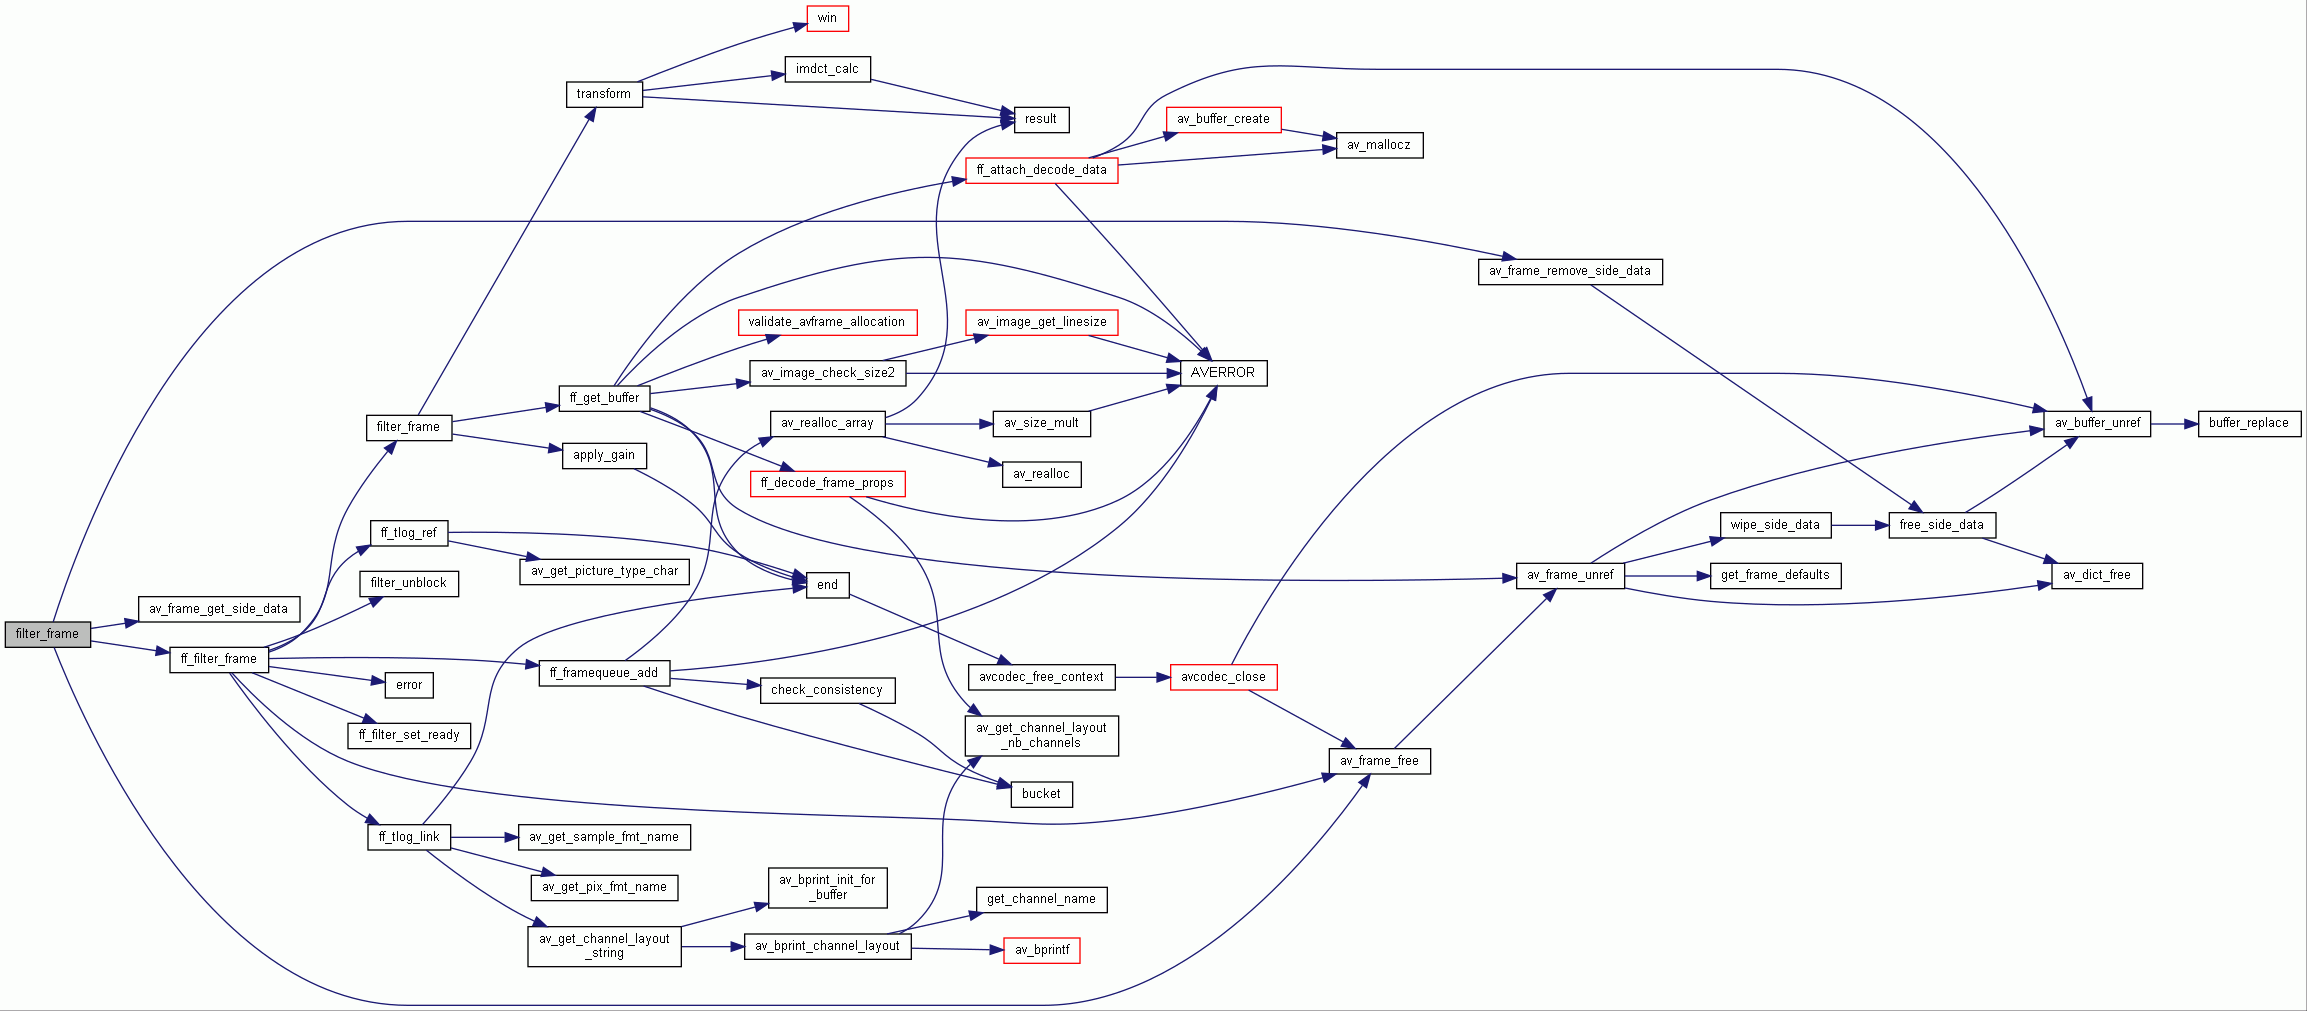 win
imdct_calc
transform
result
av_buffer_create
av_mallocz
ff_attach_decode_data
av_frame_remove_side_data
validate_avframe_allocation
av_image_get_linesize
av_image_check_size2
AVERROR
ff_get_buffer
filter_frame
av_realloc_array
av_size_mult
av_buffer_unref
buffer_replace
apply_gain
av_realloc
ff_decode_frame_props
ff_tlog_ref
wipe_side_data
free_side_data
av_get_picture_type_char
filter_unblock
end
av_frame_unref
get_frame_defaults
av_dict_free
av_frame_get_side_data
filter_frame
ff_filter_frame
ff_framequeue_add
error
check_consistency
avcodec_free_context
avcodec_close
ff_filter_set_ready
av_get_channel_layout
_nb_channels
av_frame_free
bucket
ff_tlog_link
av_get_sample_fmt_name
av_get_pix_fmt_name
av_bprint_init_for
_buffer
get_channel_name
av_get_channel_layout
_string
av_bprint_channel_layout
av_bprintf